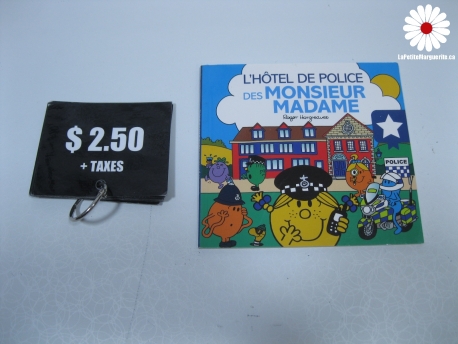 LaPetiteMarguerite.ca
$ 2.50
+ TAXES
L'HÔTEL DE POLICE
DES MONSIEUR
MADAME
Roger Hargreaves
POLICE